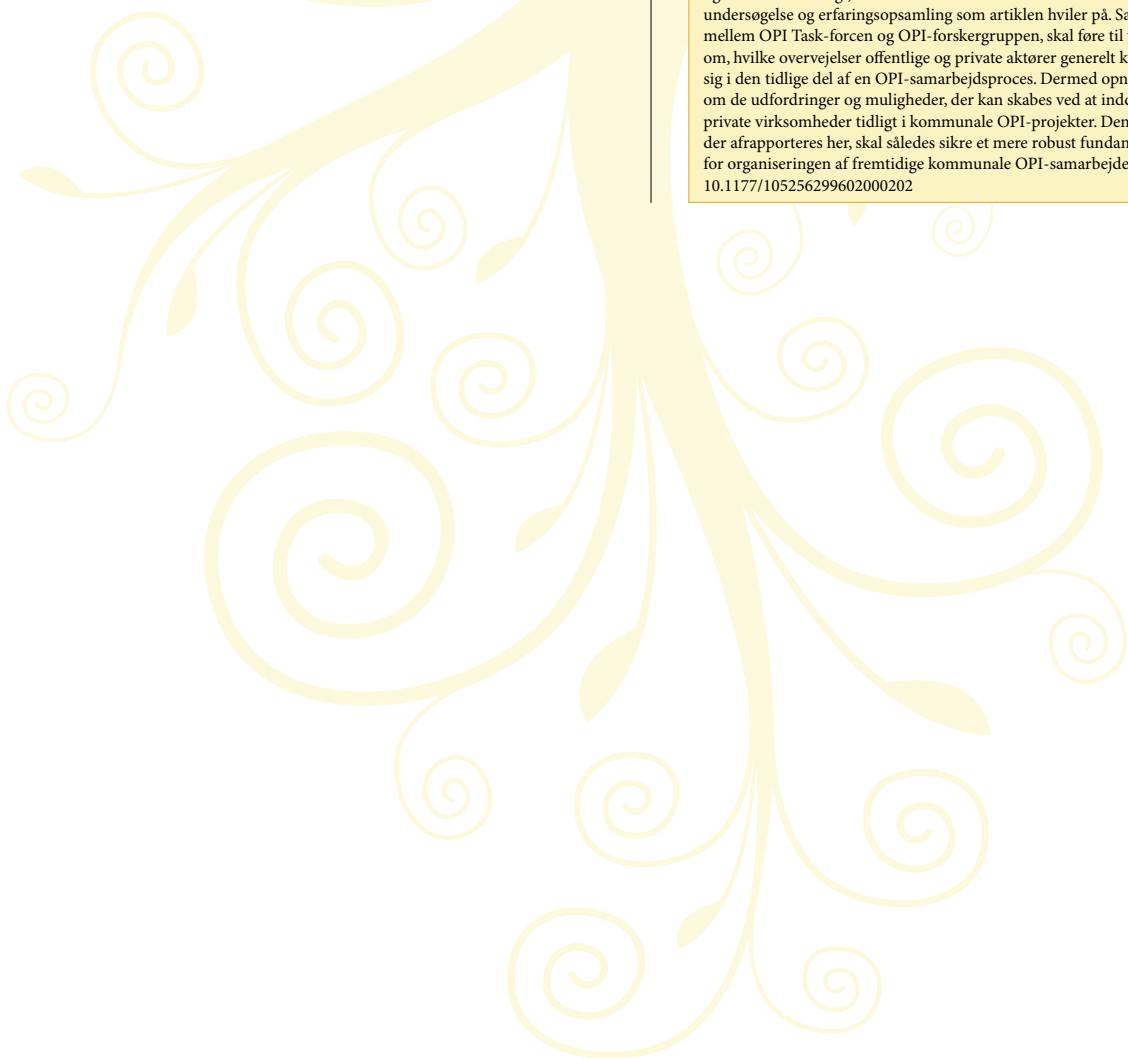 undersøgelse og erfaringsopsamling som artiklen hviler på. Sa
mellem OPI Task-forcen og OPI-forskergruppen, skal føre til
om, hvilke overvejelser offentlige og private aktører generelt k
sig i den tidlige del af en OPI-samarbejdsproces. Dermed opn
om de udfordringer og muligheder, der kan skabes ved at indd
private virksomheder tidligt i kommunale OPI-projekter. Den
der afrapporteres her, skal således sikre et mere robust fundan
for organiseringen af fremtidige kommunale OPI-samarbejde
10.1177/105256299602000202